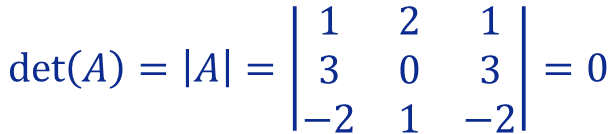 det(A) = |A| = | 1 2 1 |
| 3 0 3 | = 0
| −2 1 −2 |